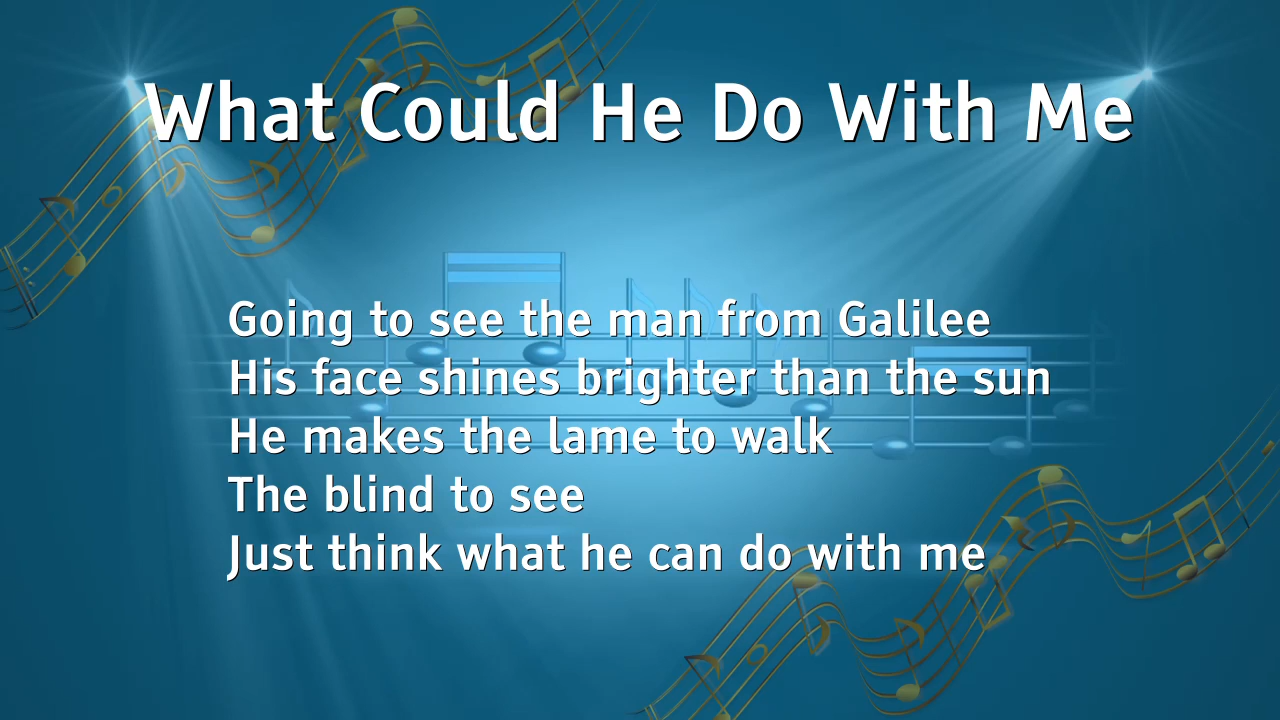 What Could He Do With Me
Going to see the man from Galilee
His face shines brighter than the sun
He makes the lame to walk
The blind to see
Just think what he can do with me